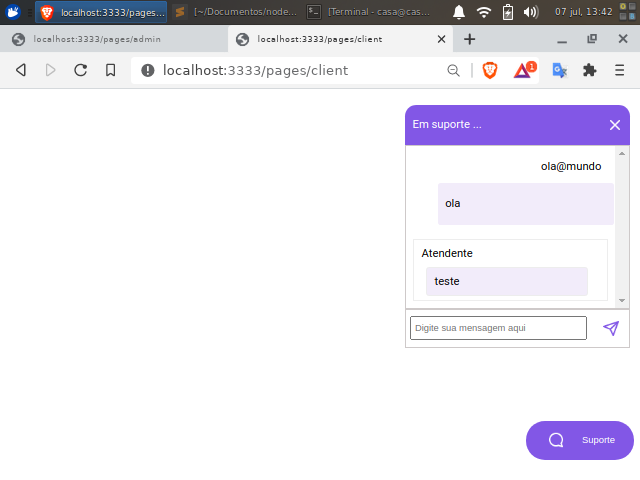 localhost:3333/pages...
[~/Documentos/node...
[Terminal - casa@cas...
07 jul, 13:42
localhost:3333/pages/admin
localhost:3333/pages/client
localhost:3333/pages/client
1
Em suporte ...
ola@mundo
ola
Atendente
teste
Digite sua mensagem aqui
Suporte